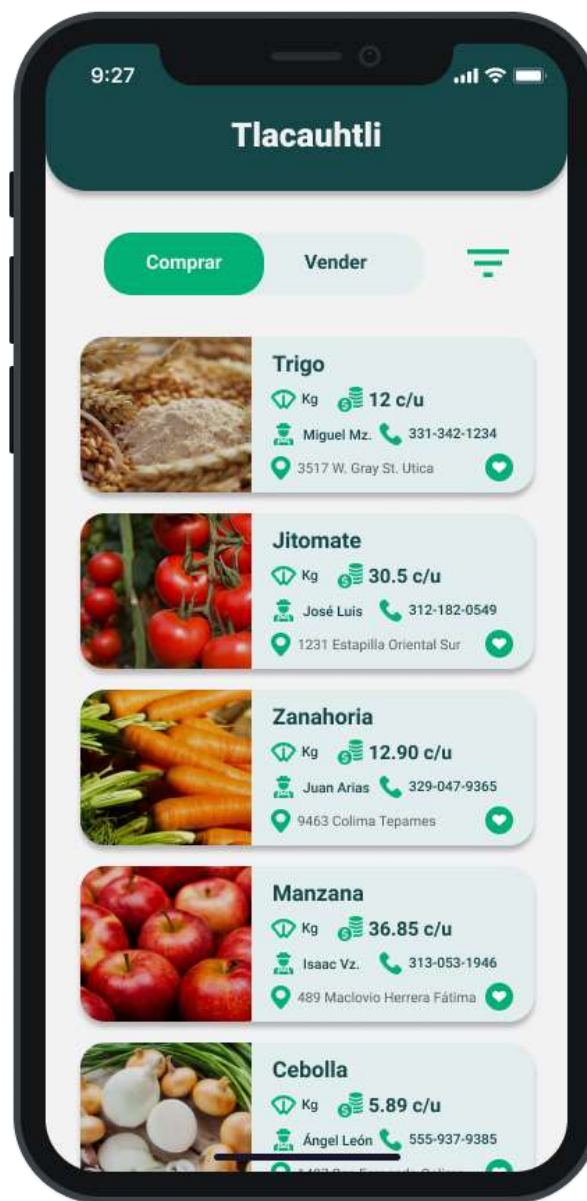 9:27
Tlacauhtli
Comprar Vender
Trigo
Kg $ 12 c/u
Miguel Mz. 331-342-1234
3517 W. Gray St. Utica
Jitomate
Kg $ 30.5 c/u
José Luis 312-182-0549
1231 Estapilla Oriental Sur
Zanahoria
Kg $ 12.90 c/u
Juan Arias 329-047-9365
9463 Colima Tepames
Manzana
Kg $ 36.85 c/u
Isaac Vz. 313-053-1946
489 Maclovio Herrera Fátima
Cebolla
Kg $ 5.89 c/u
Ángel León 555-937-9385